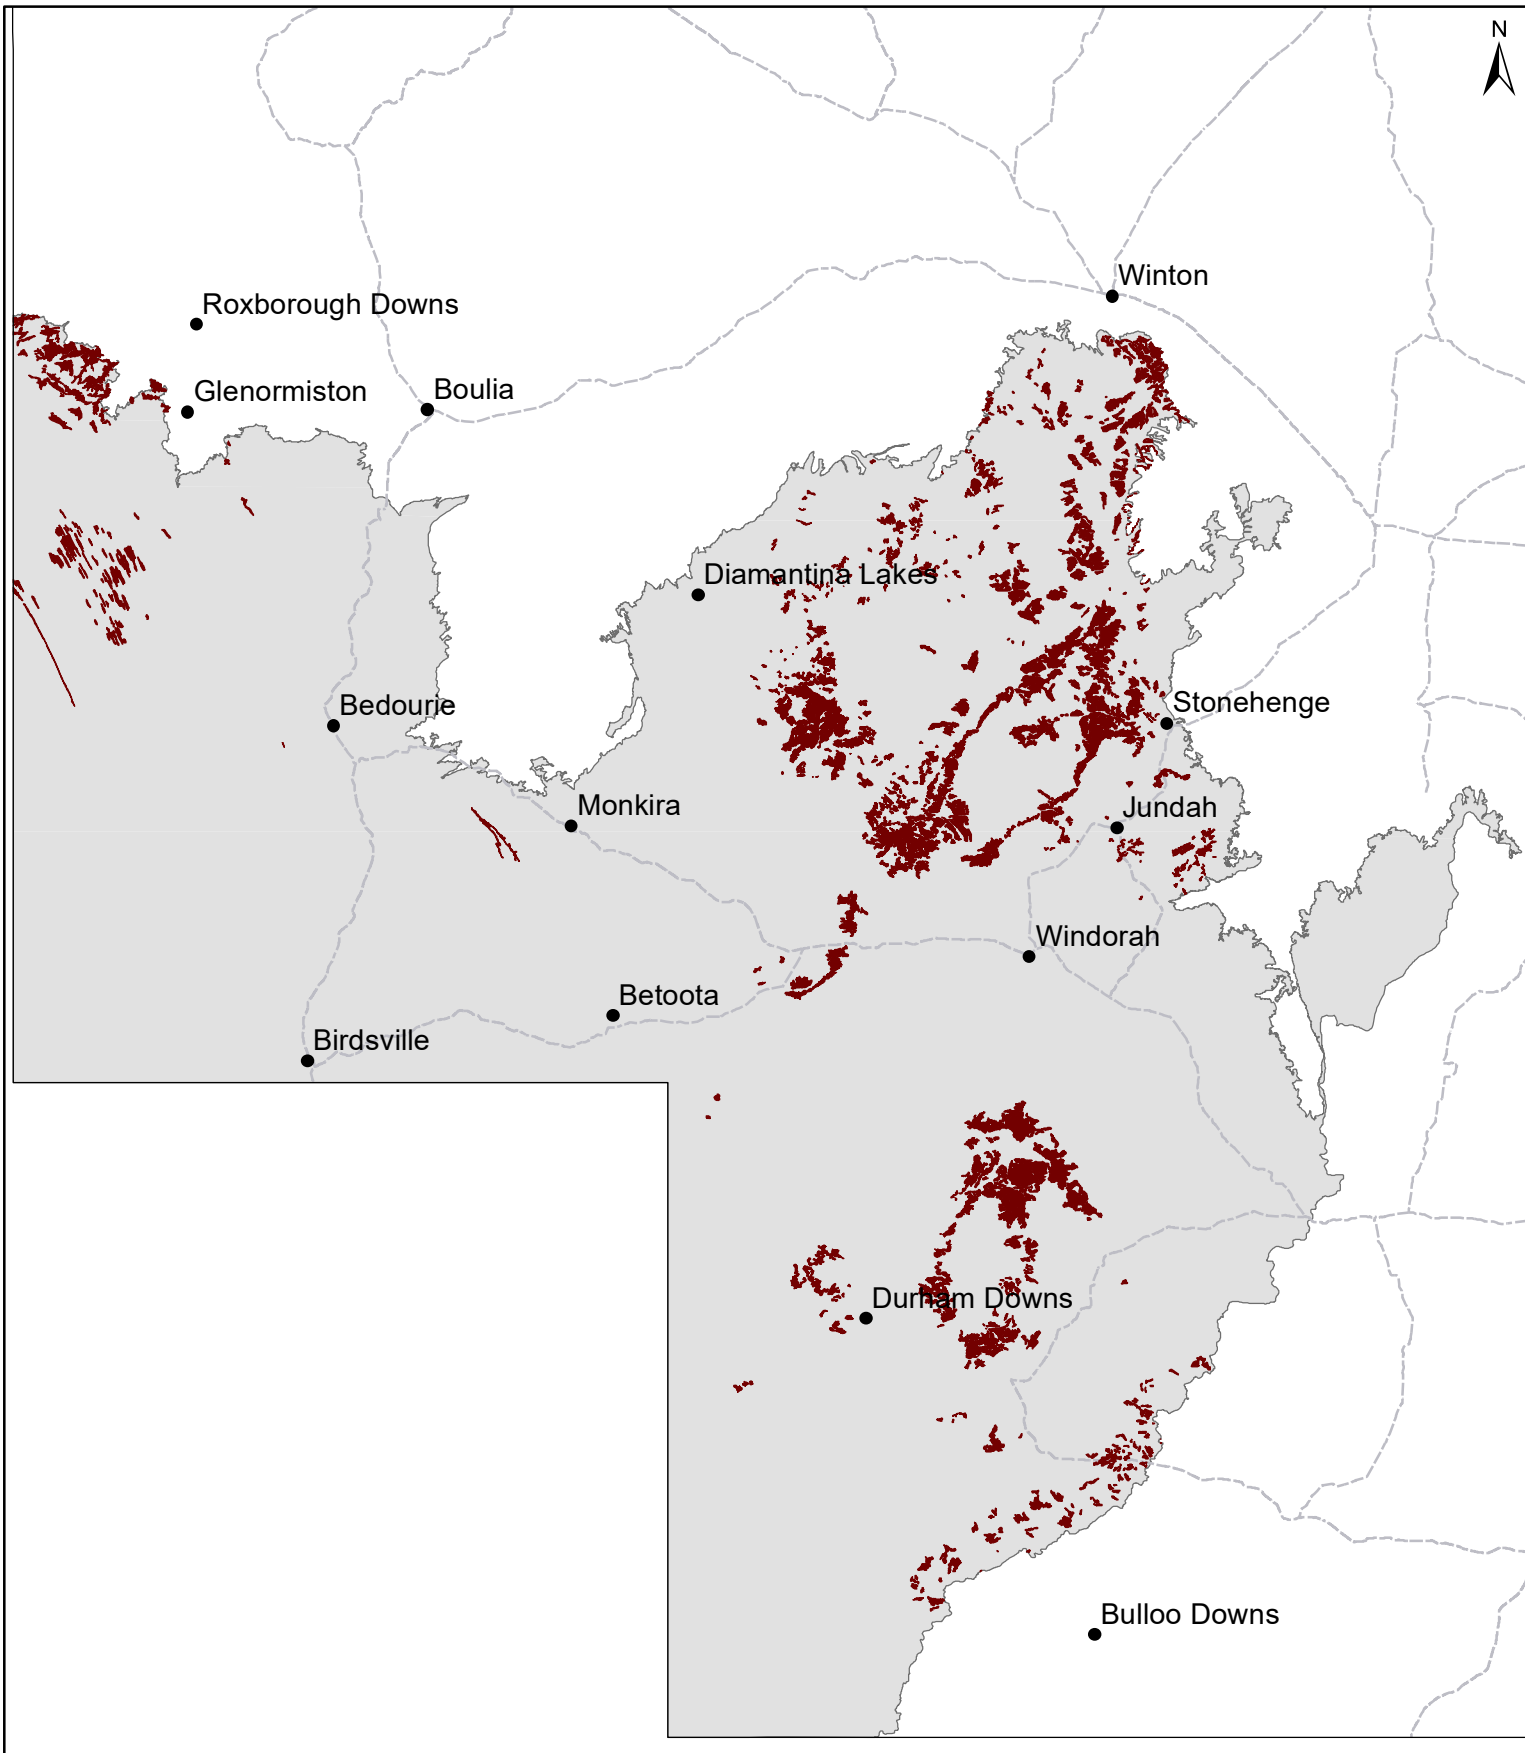 N
Winton
Roxborough Downs
Glenormiston
Boulia
Diamantina Lakes
Bedourie
Stonehenge
Monkira
Jundah
Windorah
Betoota
Birdsville
Durham Downs
Bulloo Downs